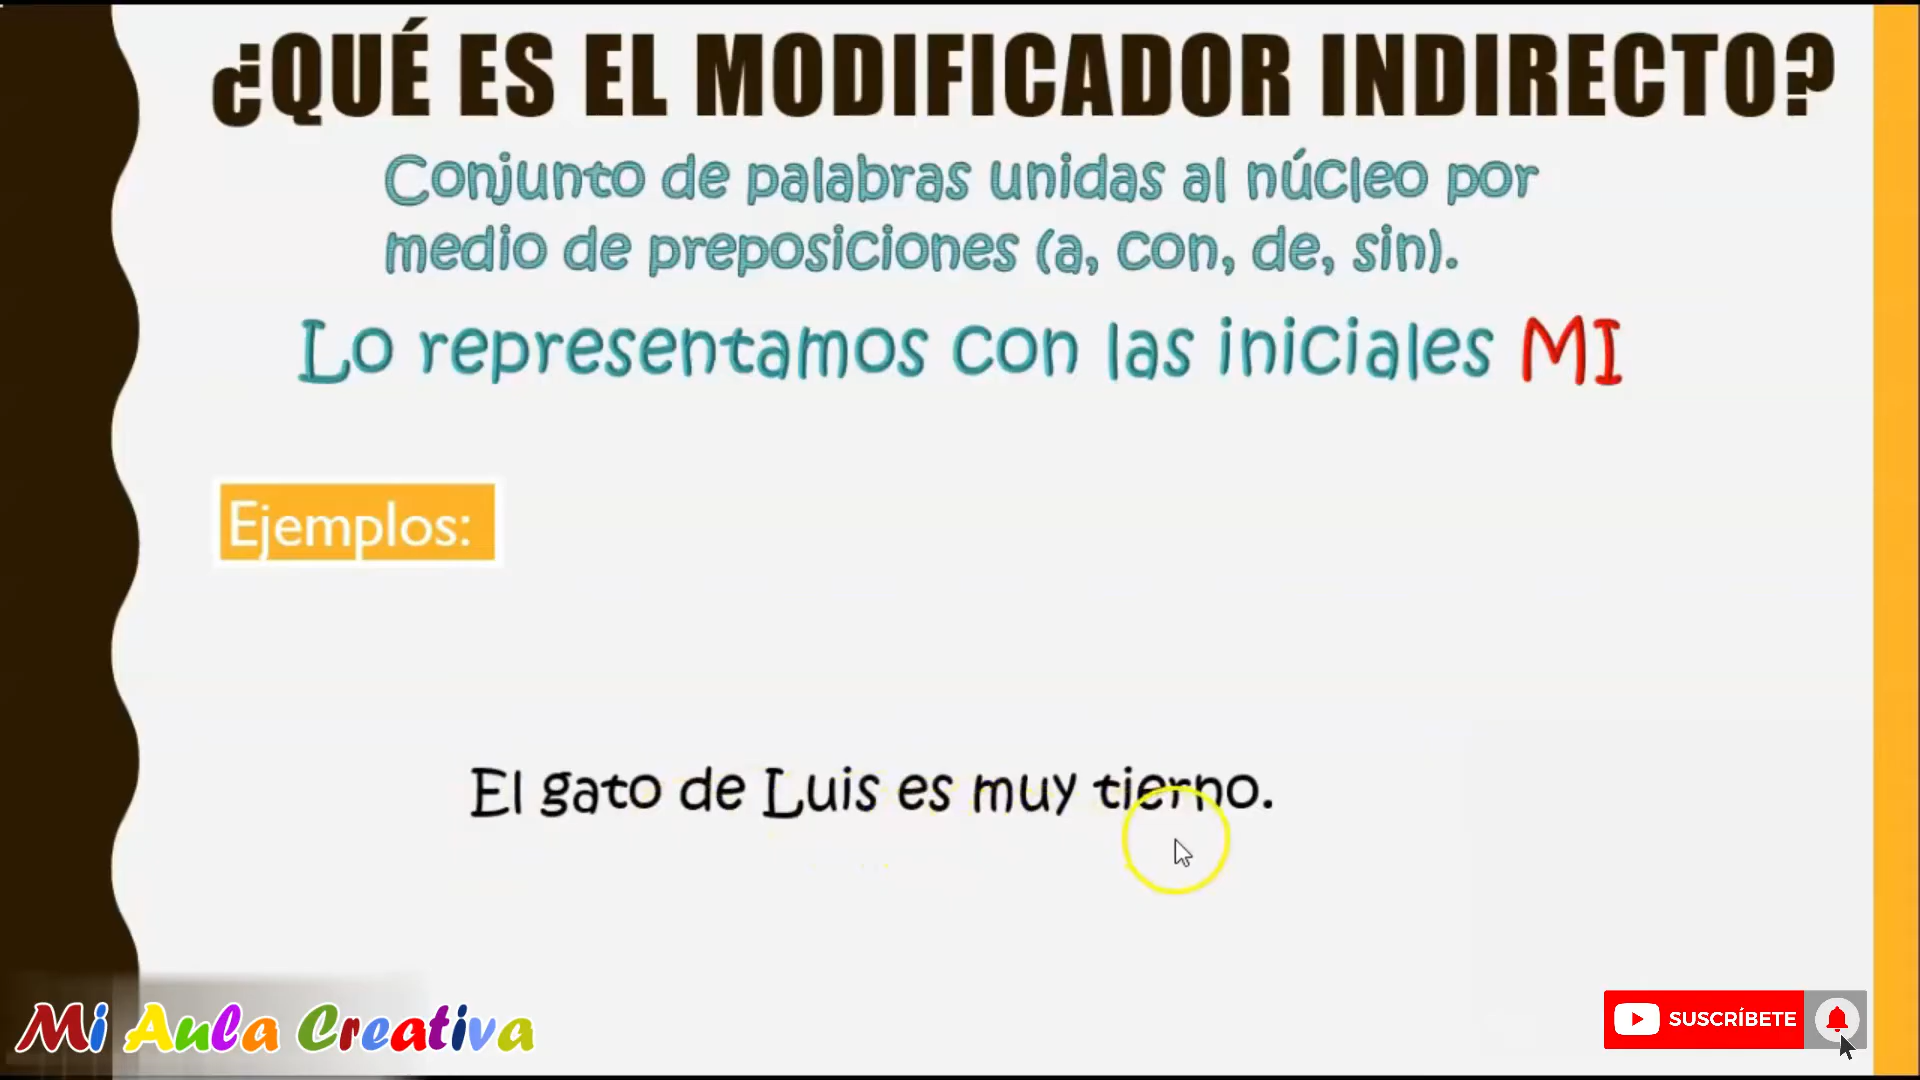 ¿QUÉ ES EL MODIFICADOR INDIRECTO?
Conjunto de palabras unidas al núcleo por
medio de preposiciones (a, con, de, sin).
Lo representamos con las iniciales MI
Ejemplos:
El gato de Luis es muy tierno.
Mi Aula Creativa
SUSCRÍBETE